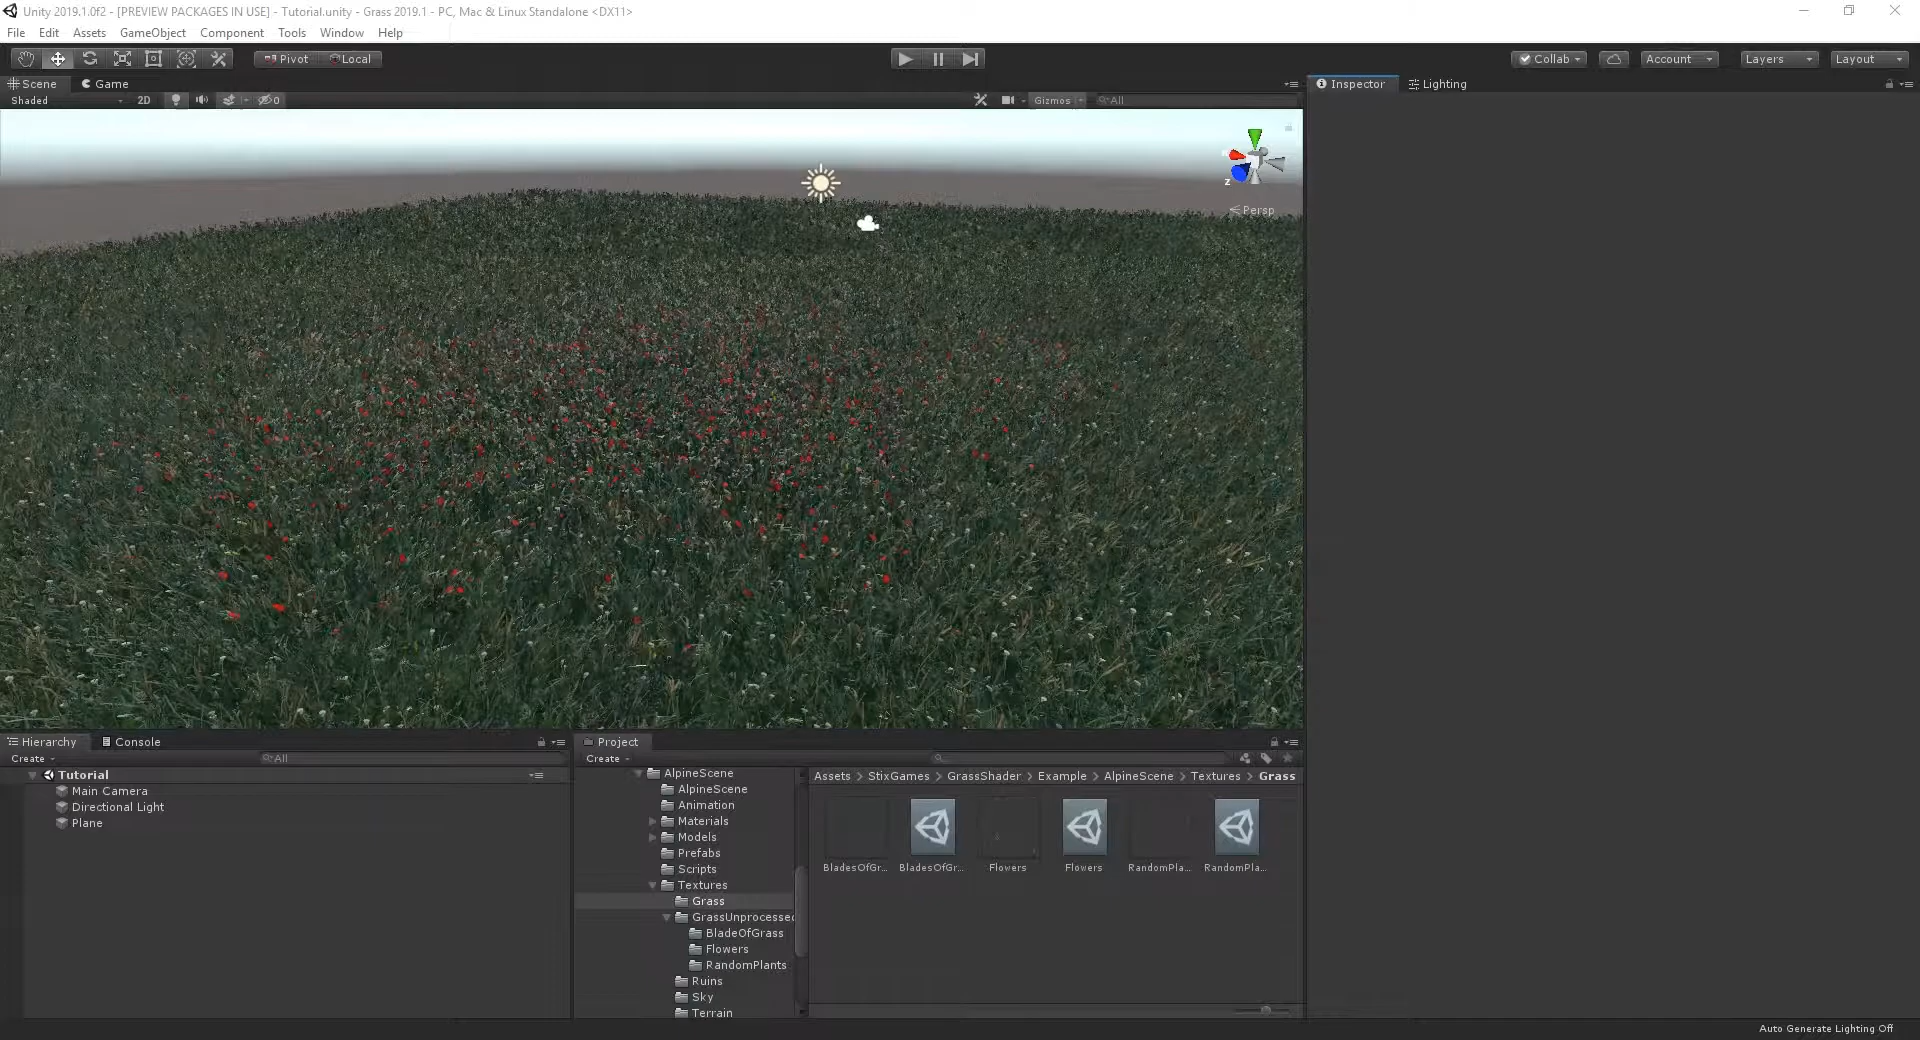 Unity 2019.1.0f2 - [PREVIEW PACKAGES IN USE] - Tutorial.unity - Grass 2019.1 - PC, Mac & Linux Standalone <DX11>
File Edit Assets GameObject Component Tools Window Help
Pivot Local Collab Account Layers Layout
Scene Game Inspector Lighting
Shaded 2D 0 Gizmos All
z
Persp
Hierarchy Console
Create All
Tutorial
Main Camera
Directional Light
Plane
Project
Create
AlpineScene
AlpineScene
Animation
Materials
Models
Prefabs
Scripts
Textures
Grass
GrassUnprocessed
BladeOfGrass
Flowers
RandomPlants
Ruins
Sky
Terrain
Assets > StixGames > GrassShader > Example > AlpineScene > Textures > Grass
BladesOfGr... BladesOfGr... Flowers Flowers RandomPla... RandomPla...
Auto Generate Lighting Off